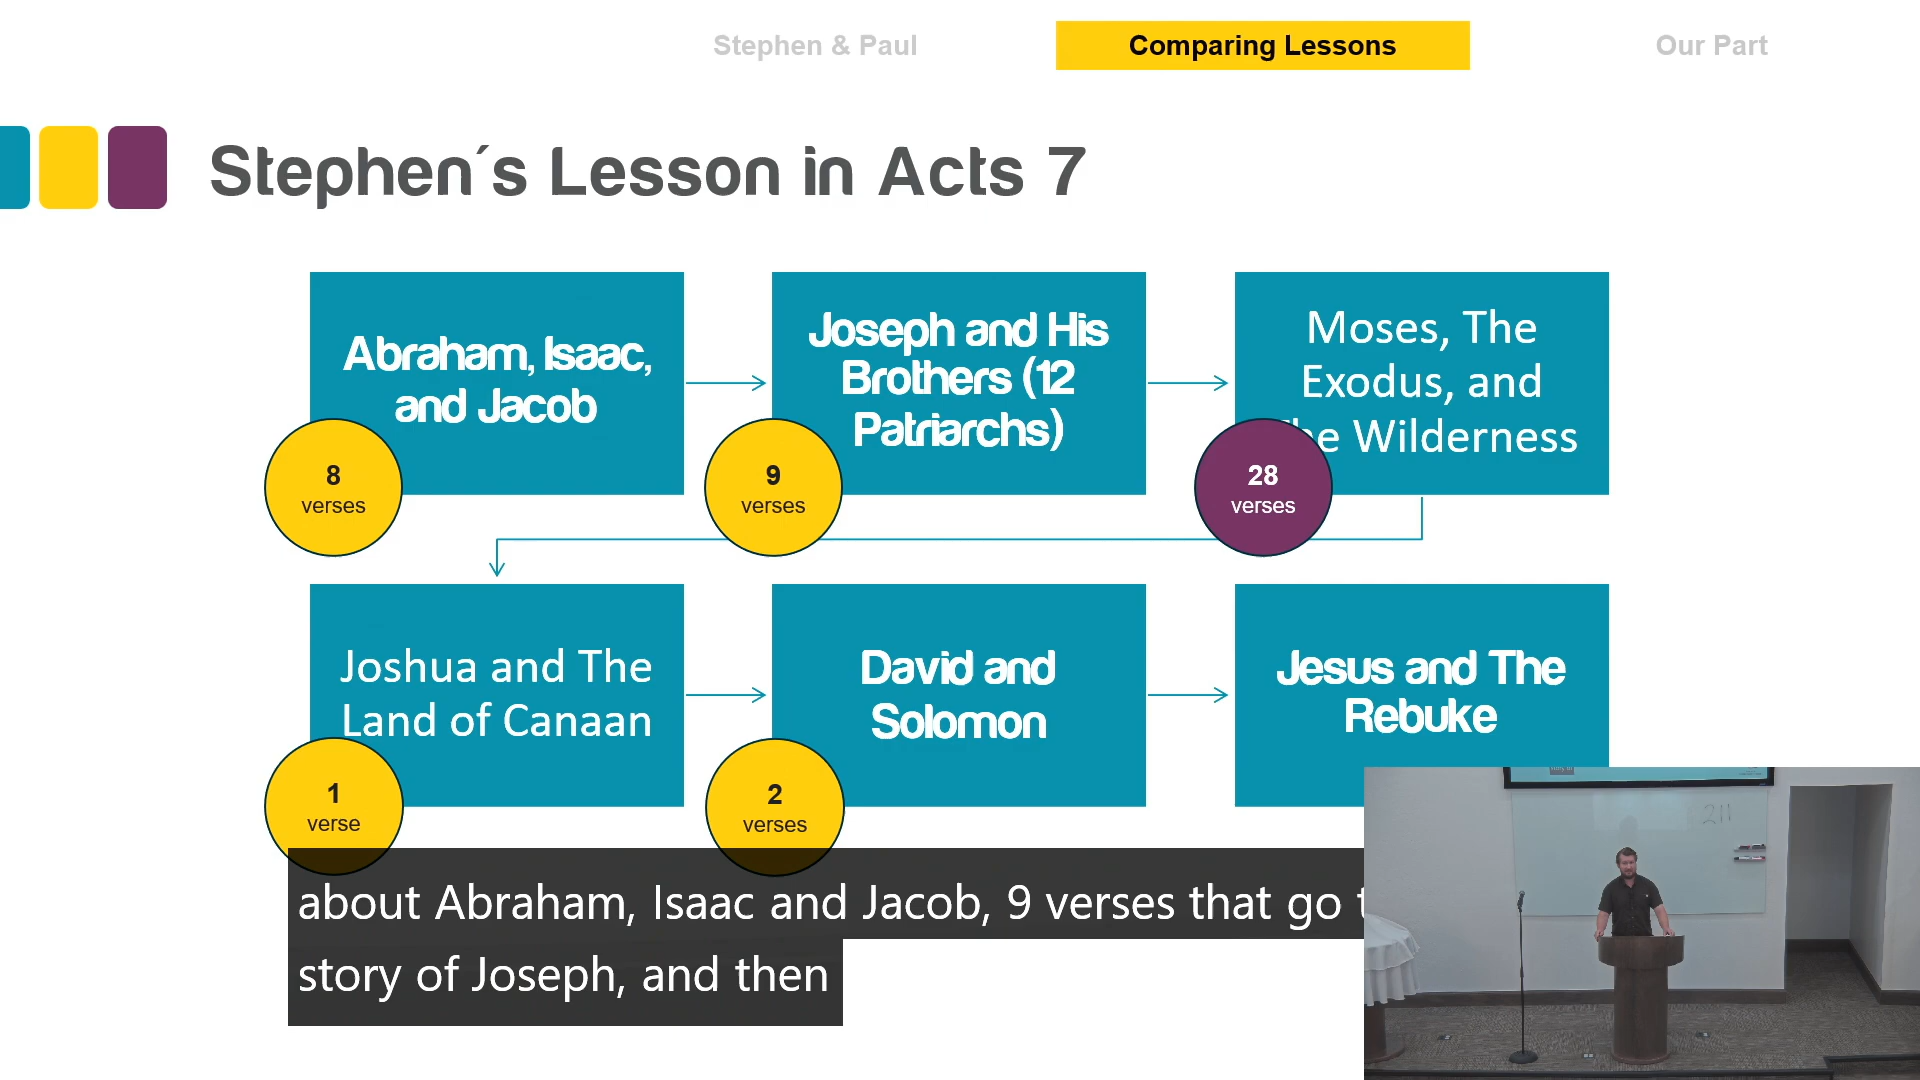 Stephen & Paul
Comparing Lessons
Our Part
Stephen´s Lesson in Acts 7
Abraham, Isaac,
and Jacob
8
verses
Joseph and His
Brothers (12
Patriarchs)
9
verses
Moses, The
Exodus, and
The Wilderness
28
verses
Joshua and The
Land of Canaan
1
verse
David and
Solomon
2
verses
Jesus and The
Rebuke
about Abraham, Isaac and Jacob, 9 verses that go
story of Joseph, and then
211